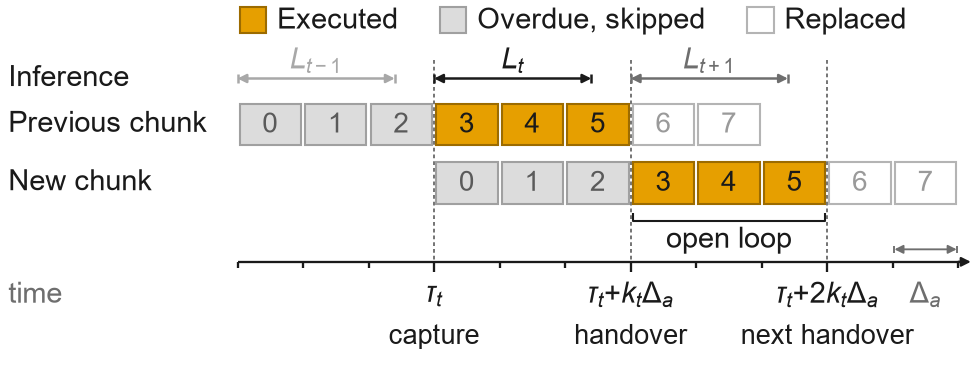 Executed Overdue, skipped Replaced
Inference L_{t−1} L_t L_{t+1}
Previous chunk 0 1 2 3 4 5 6 7
New chunk 0 1 2 3 4 5 6 7
open loop
time τ_t τ_t+k_tΔ_a τ_t+2k_tΔ_a Δ_a
capture handover next handover